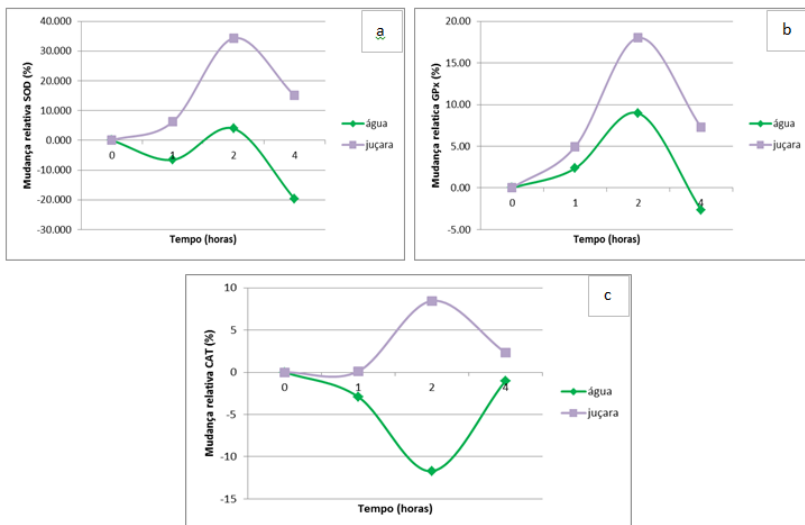 a
Mudança relativa SOD (%)
40.000
30.000
20.000
10.000
0.000
-10.000
-20.000
-30.000
0
1
2
4
Tempo (horas)
água
juçara
b
Mudança relatica GPx (%)
20.00
15.00
10.00
5.00
0.00
-5.00
0
1
2
4
Tempo (horas)
água
juçara
c
Mudança relativa CAT (%)
10
5
0
-5
-10
-15
0
1
2
4
Tempo (horas)
água
juçara